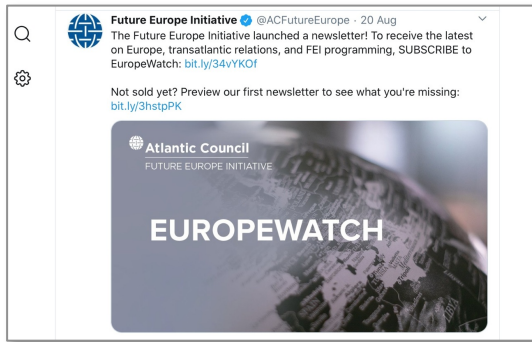 Future Europe Initiative @ACFutureEurope · 20 Aug
The Future Europe Initiative launched a newsletter! To receive the latest
on Europe, transatlantic relations, and FEI programming, SUBSCRIBE to
EuropeWatch: bit.ly/34vYKOf
Not sold yet? Preview our first newsletter to see what you're missing:
bit.ly/3hstpPK
Atlantic Council
FUTURE EUROPE INITIATIVE
EUROPEWATCH